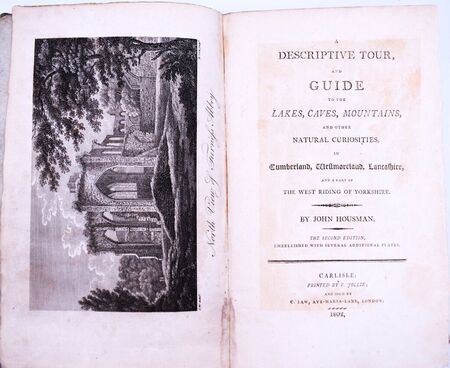 North View of Furness Abbey
A
DESCRIPTIVE TOUR,
AND
GUIDE
TO THE
LAKES, CAVES, MOUNTAINS,
AND OTHER
NATURAL CURIOSITIES,
IN
Cumberland, Westmoreland, Lancashire,
AND A PART OF
THE WEST RIDING OF YORKSHIRE.
BY JOHN HOUSMAN.
THE SECOND EDITION,
EMBELLISHED WITH SEVERAL ADDITIONAL PLATES.
CARLISLE:
PRINTED BY F. JOLLIE;
AND SOLD BY
C. LAW, AVE-MARIA-LANE, LONDON.
1802.